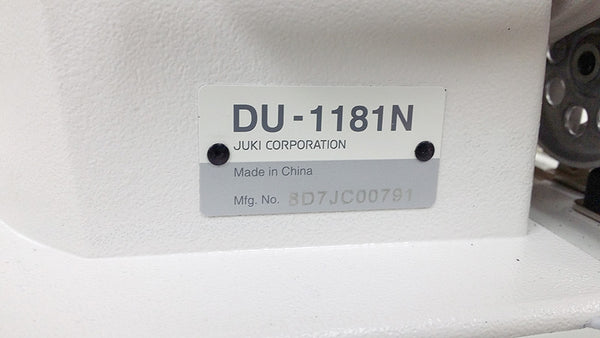 DU-1181N
JUKI CORPORATION
Made in China
Mfg. No. 8D7JC00791